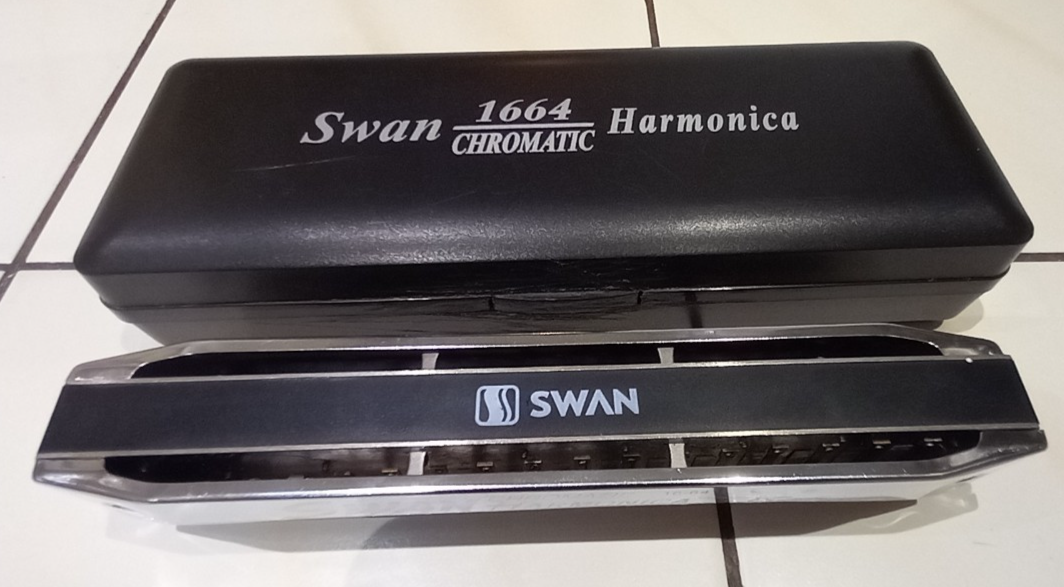 Swan 1664 CHROMATIC Harmonica
SWAN